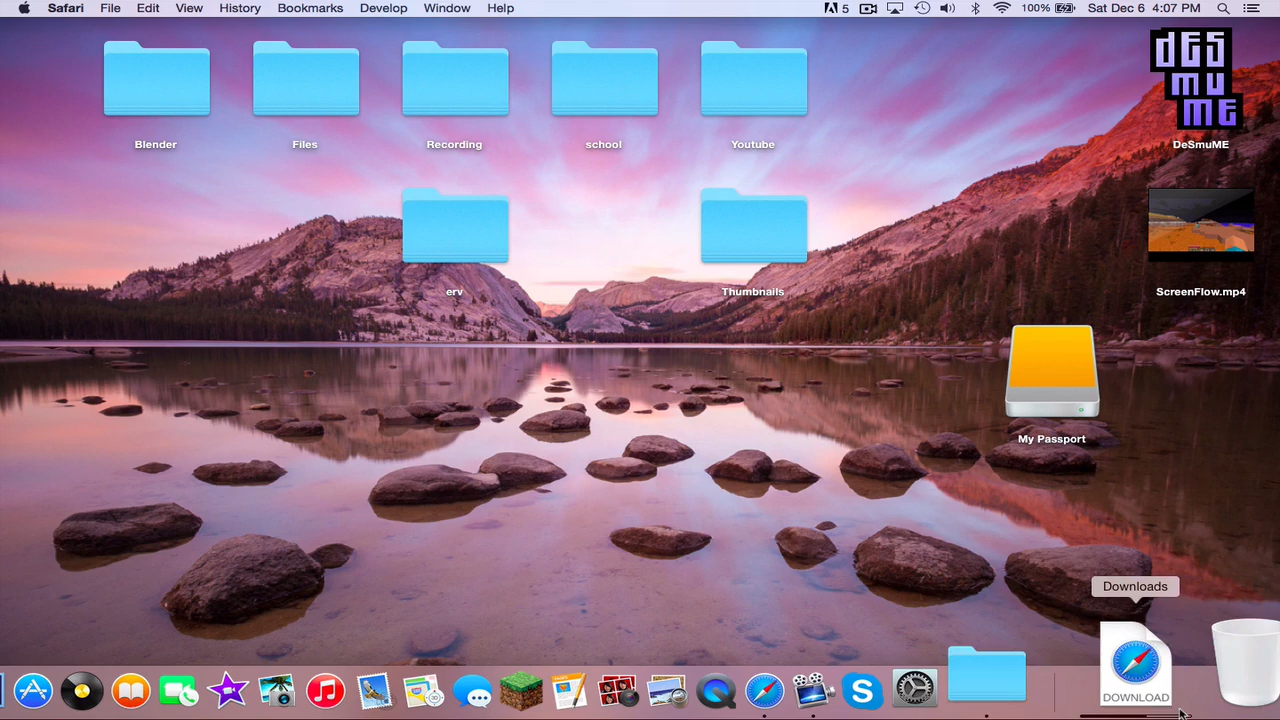 Safari File Edit View History Bookmarks Develop Window Help 5 100% Sat Dec 6 4:07 PM
DeSmuME
Blender Files Recording school Youtube DeSmuME
erv Thumbnails ScreenFlow.mp4
My Passport
Downloads
DOWNLOAD